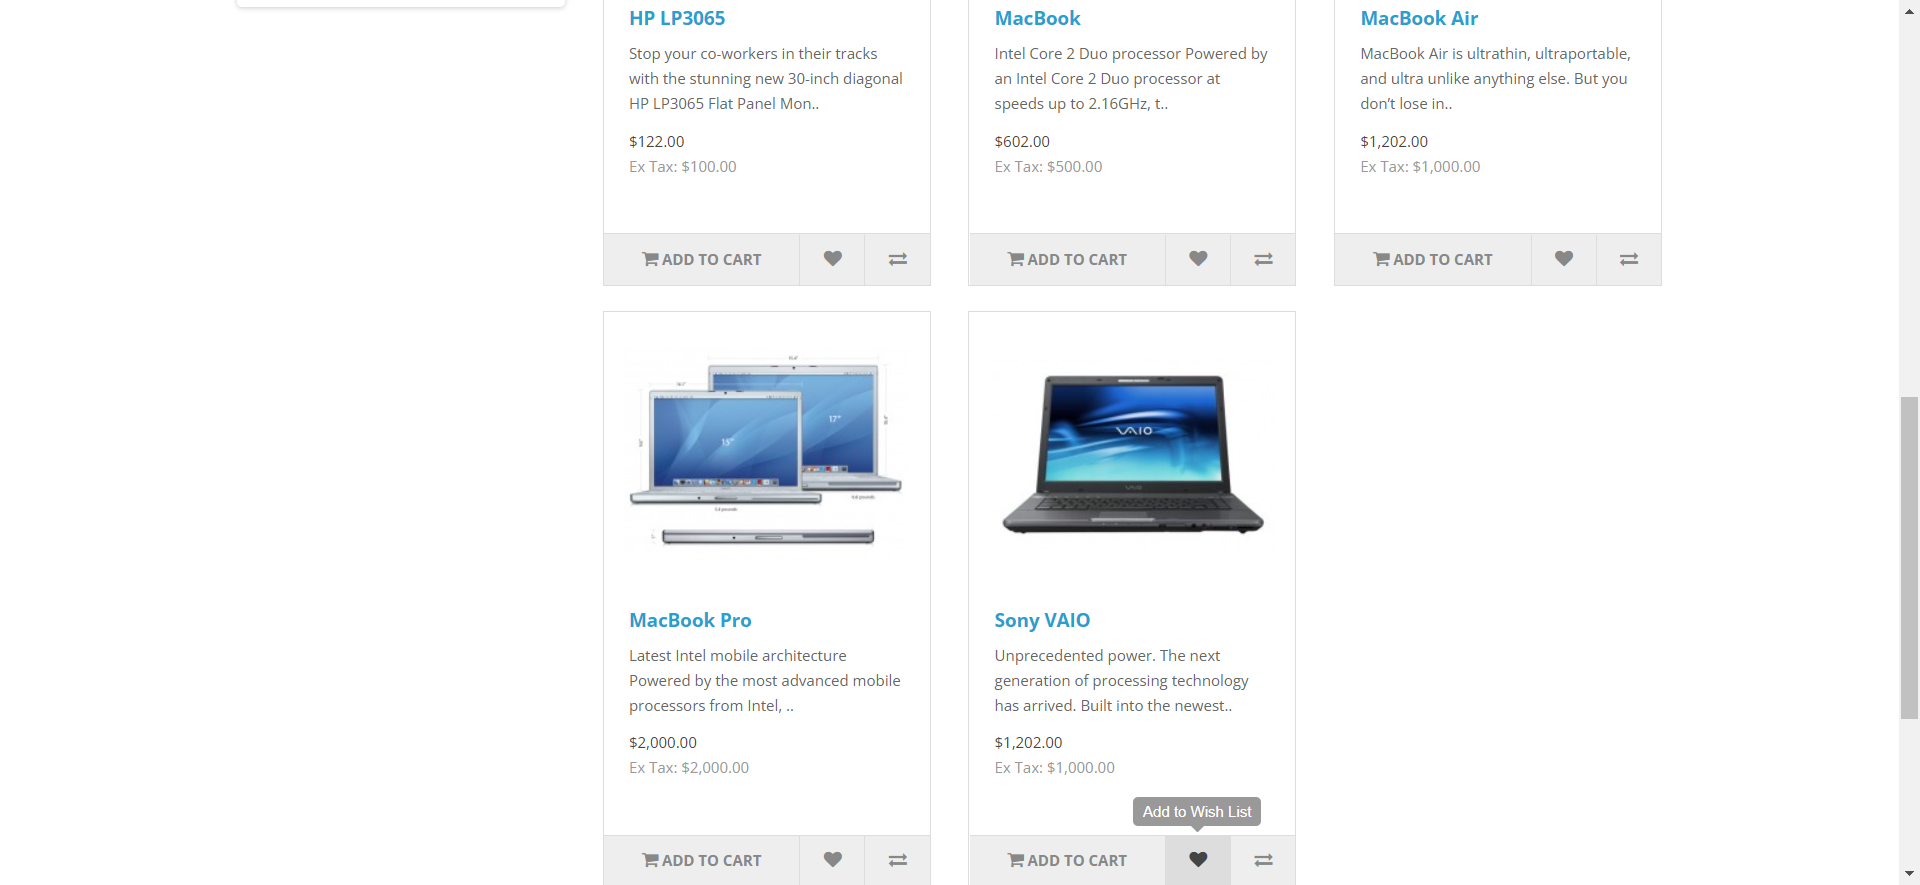 HP LP3065
Stop your co-workers in their tracks
with the stunning new 30-inch diagonal
HP LP3065 Flat Panel Mon..
$122.00
Ex Tax: $100.00
ADD TO CART
MacBook
Intel Core 2 Duo processor Powered by
an Intel Core 2 Duo processor at
speeds up to 2.16GHz, t..
$602.00
Ex Tax: $500.00
ADD TO CART
MacBook Air
MacBook Air is ultrathin, ultraportable,
and ultra unlike anything else. But you
don’t lose in..
$1,202.00
Ex Tax: $1,000.00
ADD TO CART
15"
17"
MacBook Pro
Latest Intel mobile architecture
Powered by the most advanced mobile
processors from Intel, ..
$2,000.00
Ex Tax: $2,000.00
ADD TO CART
VAIO
Sony VAIO
Unprecedented power. The next
generation of processing technology
has arrived. Built into the newest..
$1,202.00
Ex Tax: $1,000.00
Add to Wish List
ADD TO CART